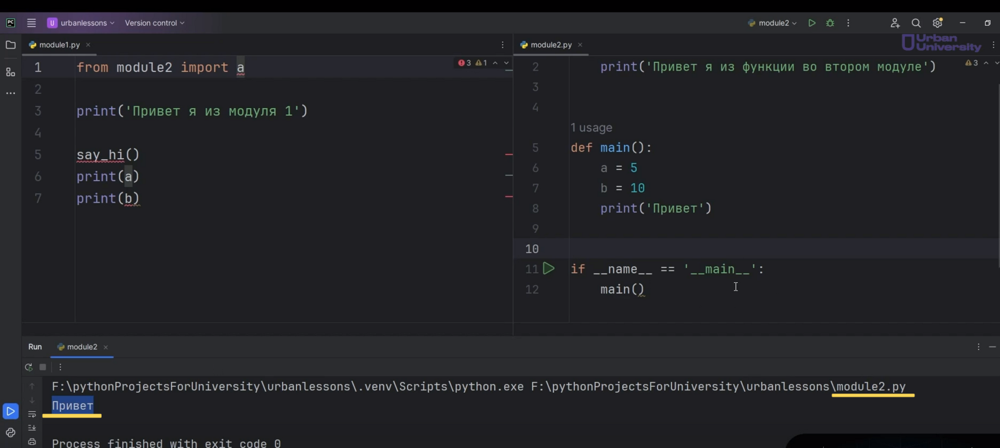 PC
U urbanlessons
Version control
module2
Urban
University
module1.py
module2.py
3 1
3
1 from module2 import a
2
3 print('Привет я из модуля 1')
4
5 say_hi()
6 print(a)
7 print(b)
2 print('Привет я из функции во втором модуле')
3
4
1 usage
5 def main():
6 a = 5
7 b = 10
8 print('Привет')
9
10
11 if __name__ == '__main__':
12 main()
Run module2
F:\pythonProjectsForUniversity\urbanlessons\.venv\Scripts\python.exe F:\pythonProjectsForUniversity\urbanlessons\module2.py
Привет
Process finished with exit code 0